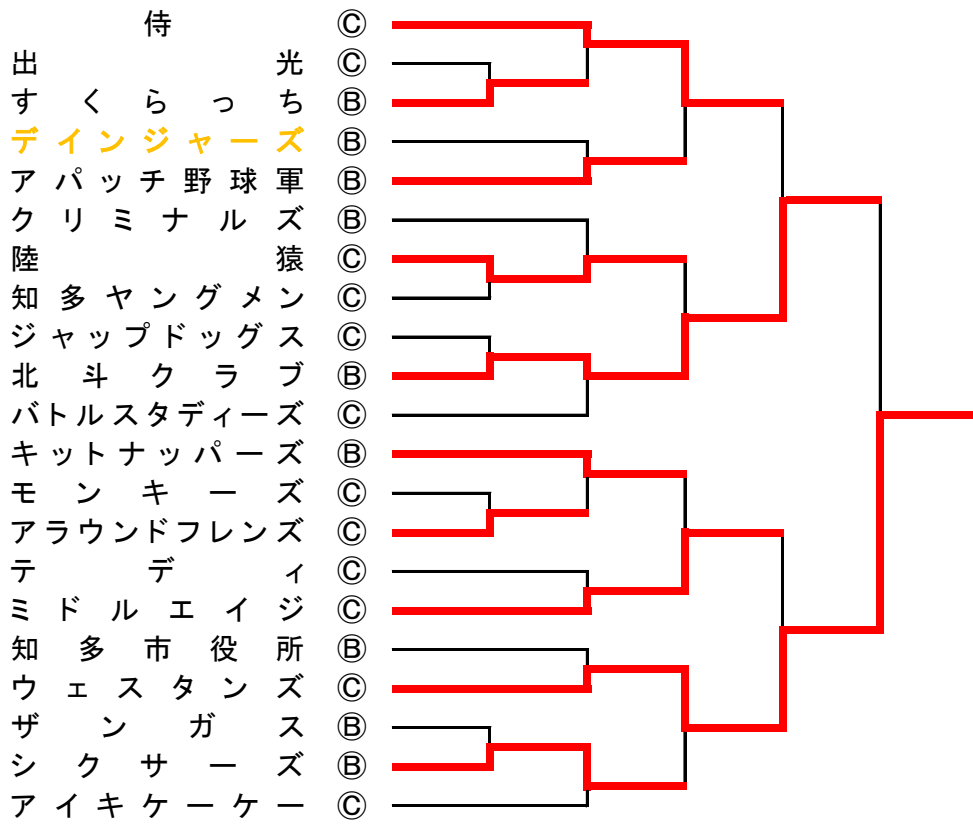 侍 Ⓒ
出光 Ⓒ
すくらっち Ⓑ
デインジャーズ Ⓑ
アパッチ野球軍 Ⓑ
クリミナルズ Ⓑ
陸猿 Ⓒ
知多ヤングメン Ⓒ
ジャップドッグス Ⓒ
北斗クラブ Ⓑ
バトルスタディーズ Ⓒ
キットナッパーズ Ⓑ
モンキーズ Ⓒ
アラウンドフレンズ Ⓒ
テディ Ⓒ
ミドルエイジ Ⓒ
知多市役所 Ⓑ
ウェスタンズ Ⓒ
ザンガス Ⓑ
シクサーズ Ⓑ
アイキケーケー Ⓒ